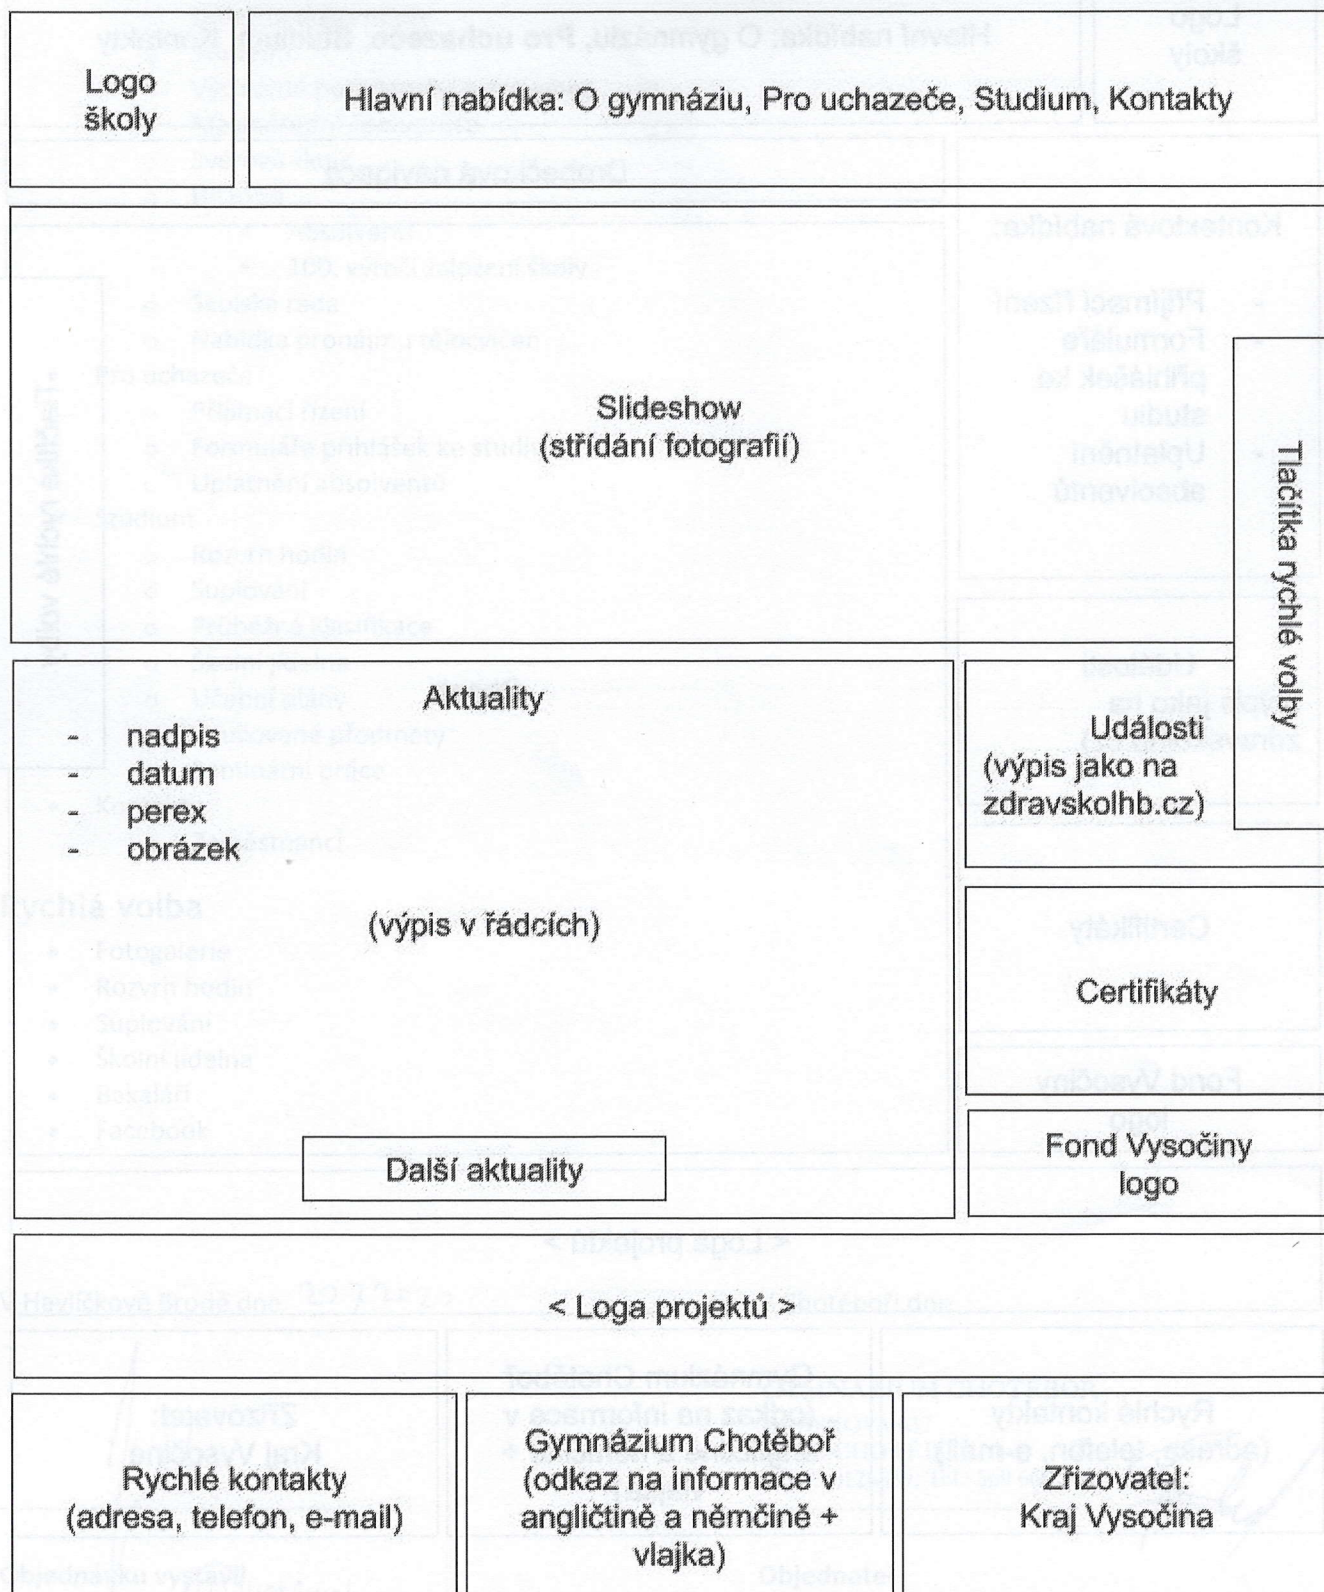 Logo
školy
Hlavní nabídka: O gymnáziu, Pro uchazeče, Studium, Kontakty
Slideshow
(střídání fotografií)
Tlačítka rychlé volby
Aktuality
- nadpis
- datum
- perex
- obrázek
(výpis v řádcích)
Další aktuality
Události
(výpis jako na
zdravskolhb.cz)
Certifikáty
Fond Vysočiny
logo
< Loga projektů >
Rychlé kontakty
(adresa, telefon, e-mail)
Gymnázium Chotěboř
(odkaz na informace v
angličtině a němčině +
vlajka)
Zřizovatel:
Kraj Vysočina